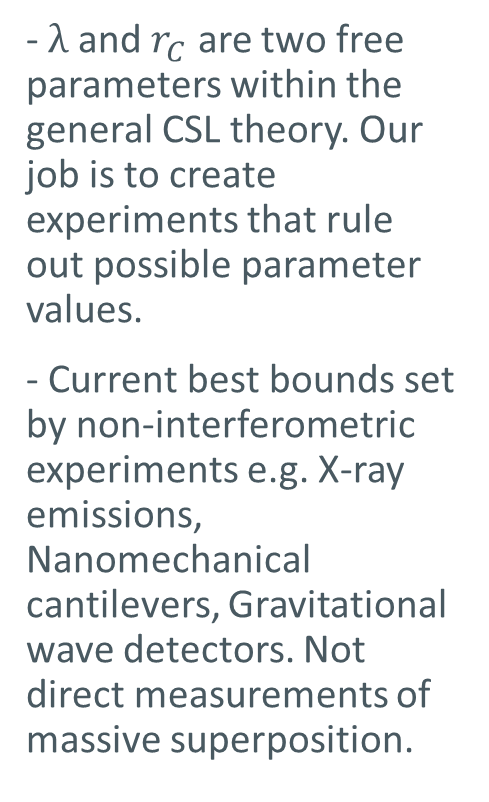 - λ and r_C are two free
parameters within the
general CSL theory. Our
job is to create
experiments that rule
out possible parameter
values.
- Current best bounds set
by non-interferometric
experiments e.g. X-ray
emissions,
Nanomechanical
cantilevers, Gravitational
wave detectors. Not
direct measurements of
massive superposition.